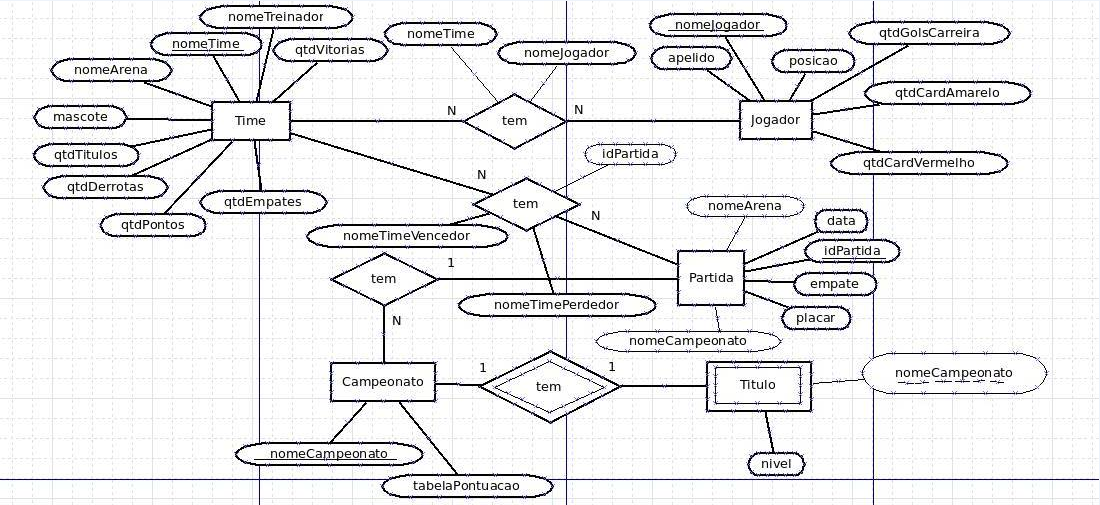 nomeTreinador
nomeTime
qtdVitorias
nomeArena
mascote
Time
qtdTitulos
qtdDerrotas
qtdPontos
qtdEmpates
nomeTime
nomeJogador
N
tem
N
nomeJogador
apelido
posicao
qtdGolsCarreira
qtdCardAmarelo
qtdCardVermelho
Jogador
idPartida
N
tem
N
nomeTimeVencedor
nomeTimePerdedor
nomeArena
data
idPartida
empate
placar
Partida
nomeCampeonato
tem
1
N
Campeonato
1
tem
1
Titulo
nomeCampeonato
nivel
nomeCampeonato
tabelaPontuacao